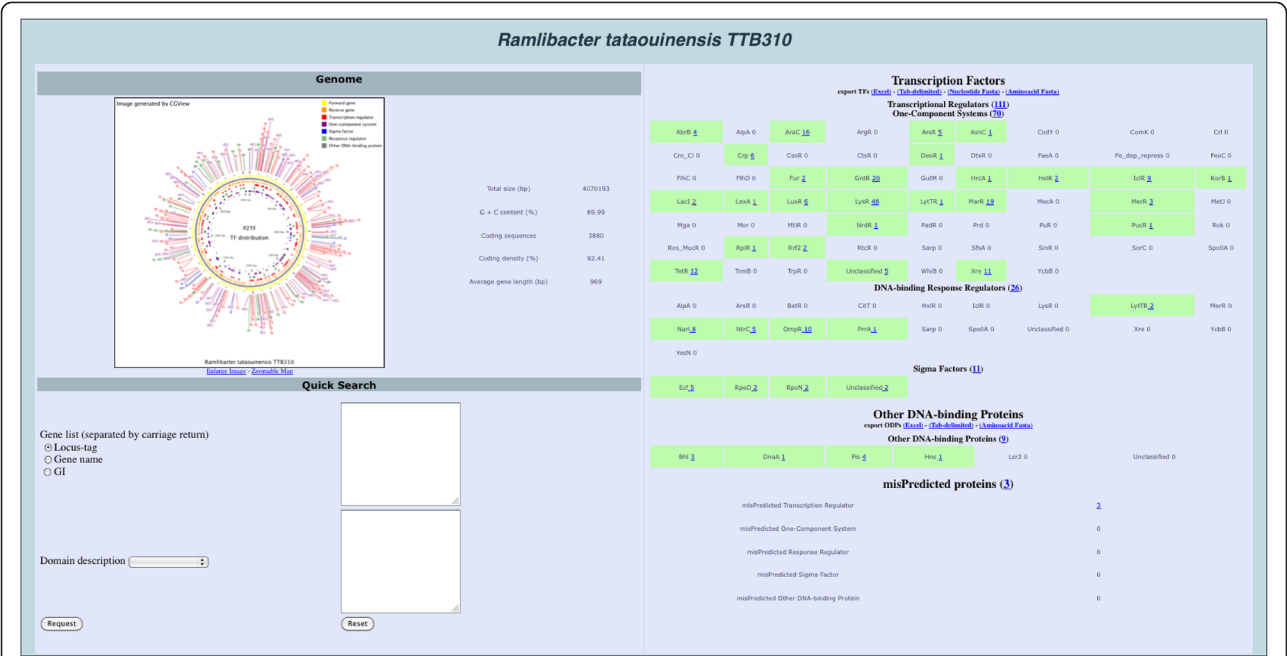 Ramlibacter tataouinensis TTB310
Genome
Image generated by CGView
Forward gene
Reverse gene
Transcription regulator
One-component system
Sigma factor
Response regulator
Other DNA-binding protein
P2TF
TF distribution
Ramlibacter tataouinensis TTB310
Enlarge Image - Zoomable Map
Total size (bp) 4070193
G + C content (%) 69.99
Coding sequences 3880
Coding density (%) 92.41
Average gene length (bp) 969
Quick Search
Gene list (separated by carriage return)
Locus-tag
Gene name
GI
Domain description
Request Reset
Transcription Factors
export TFs (Excel) - (Tab-delimited) - (Nucleotide Fasta) - (Aminoacid Fasta)
Transcriptional Regulators (111)
One-Component Systems (70)
AbrB 4 AlpA 0 AraC 16 ArgR 0 ArsR 5 AsnC 1 CodY 0 ComK 0 Crl 0
Cro_CI 0 Crp 6 CsoR 0 CtsR 0 DeoR 1 DtxR 0 FaeA 0 Fe_dep_repress 0 FeoC 0
FlhC 0 FlhD 0 Fur 2 GntR 20 GutM 0 HrcA 1 HxlR 2 IclR 9 KorB 1
LacI 2 LexA 1 LuxR 6 LysR 48 LytTR 1 MarR 19 MecA 0 MerR 3 MetJ 0
Mga 0 Mor 0 MtlR 0 NrdR 1 PadR 0 Prd 0 PuR 0 PucR 1 Rok 0
Ros_MucR 0 RpiR 1 Rrf2 2 RtcR 0 Sarp 0 SfsA 0 SinR 0 SorC 0 Spo0A 0
TetR 12 TrmB 0 TrpR 0 Unclassified 5 WhiB 0 Xre 11 YcbB 0
DNA-binding Response Regulators (26)
AlpA 0 ArsR 0 BetR 0 CitT 0 HxlR 0 IclR 0 LysR 0 LytTR 2 MerR 0
NarL 8 NtrC 5 OmpR 10 PrrA 1 Sarp 0 Spo0A 0 Unclassified 0 Xre 0 YcbB 0
YesN 0
Sigma Factors (11)
Ecf 5 RpoD 2 RpoN 2 Unclassified 2
Other DNA-binding Proteins
export ODPs (Excel) - (Tab-delimited) - (Aminoacid Fasta)
Other DNA-binding Proteins (9)
Bhl 3 DnaA 1 Fis 4 Hns 1 Lsr2 0 Unclassified 0
misPredicted proteins (3)
misPredicted Transcription Regulator 3
misPredicted One-Component System 0
misPredicted Response Regulator 0
misPredicted Sigma Factor 0
misPredicted Other DNA-binding Protein 0